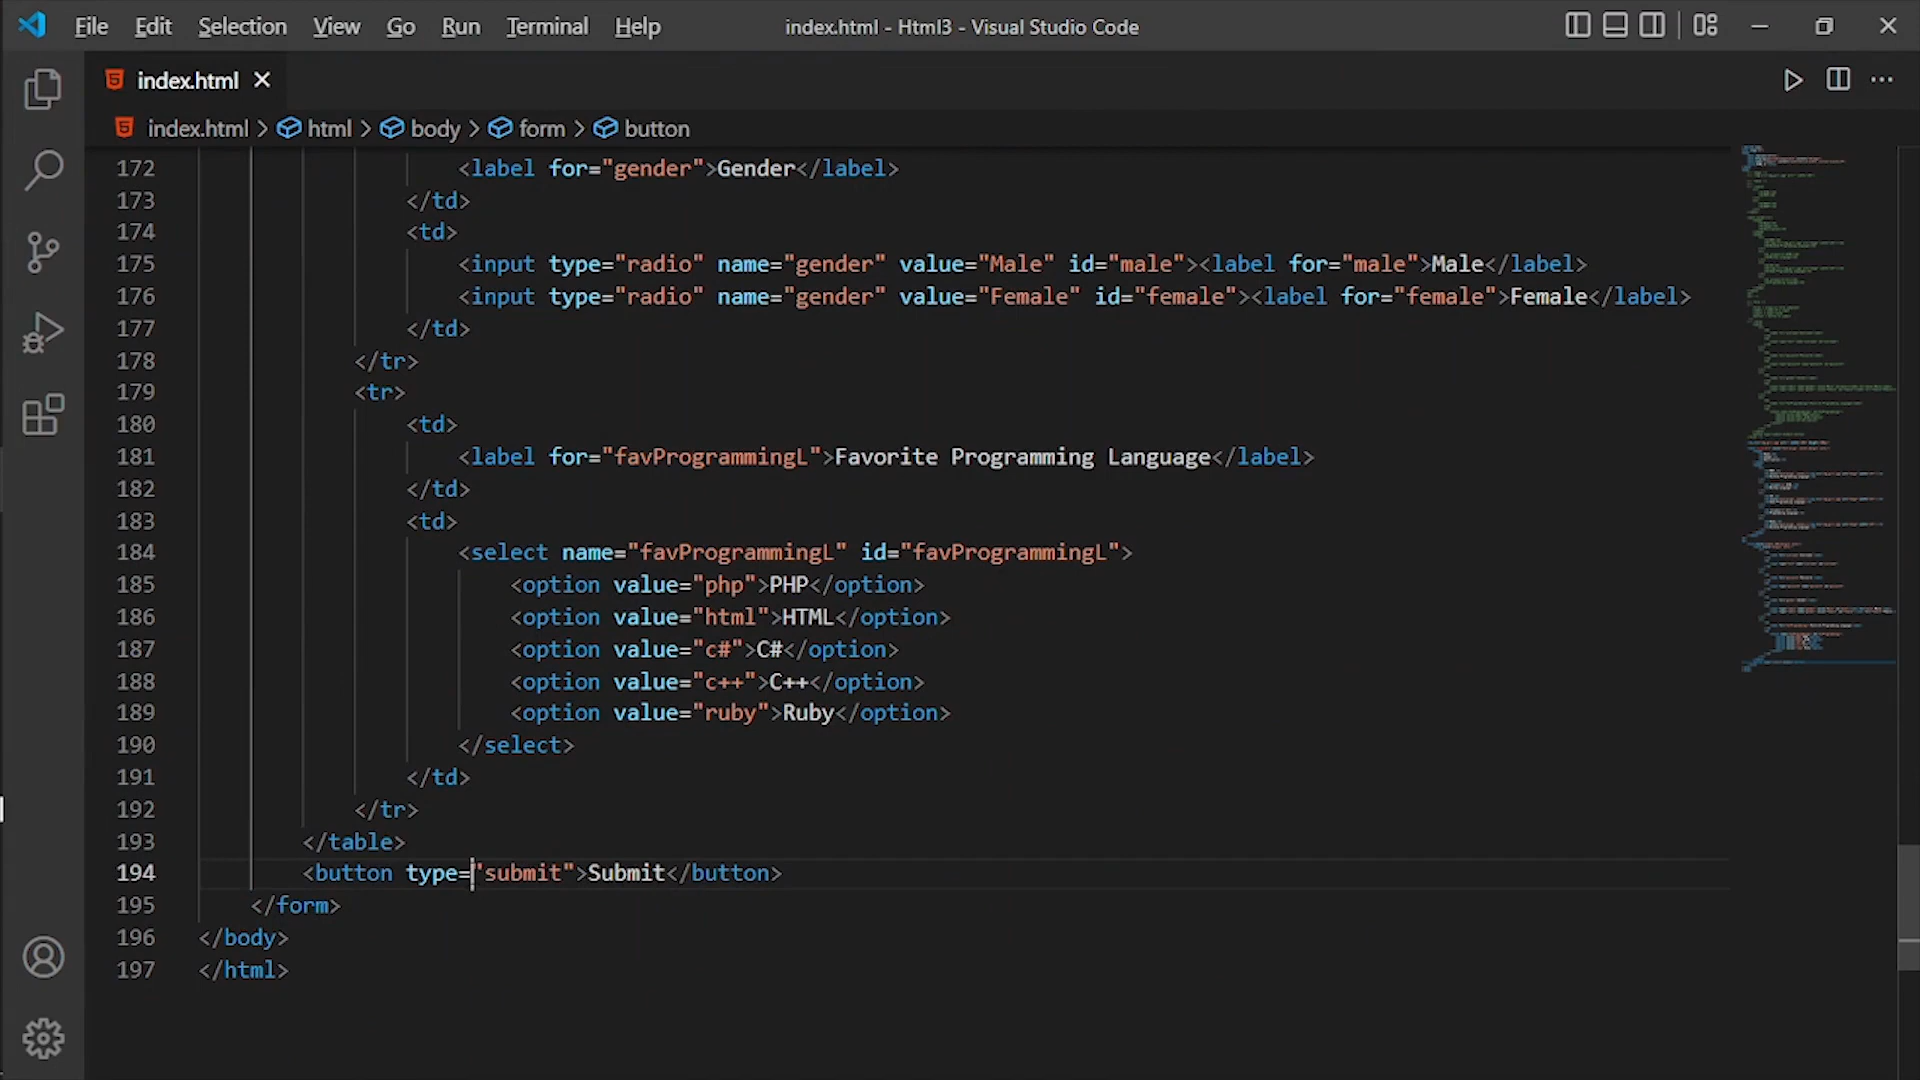 File Edit Selection View Go Run Terminal Help index.html - Html3 - Visual Studio Code
index.html
index.html > html > body > form > button
172 <label for="gender">Gender</label>
173 </td>
174 <td>
175 <input type="radio" name="gender" value="Male" id="male"><label for="male">Male</label>
176 <input type="radio" name="gender" value="Female" id="female"><label for="female">Female</label>
177 </td>
178 </tr>
179 <tr>
180 <td>
181 <label for="favProgrammingL">Favorite Programming Language</label>
182 </td>
183 <td>
184 <select name="favProgrammingL" id="favProgrammingL">
185 <option value="php">PHP</option>
186 <option value="html">HTML</option>
187 <option value="c#">C#</option>
188 <option value="c++">C++</option>
189 <option value="ruby">Ruby</option>
190 </select>
191 </td>
192 </tr>
193 </table>
194 <button type="submit">Submit</button>
195 </form>
196 </body>
197 </html>